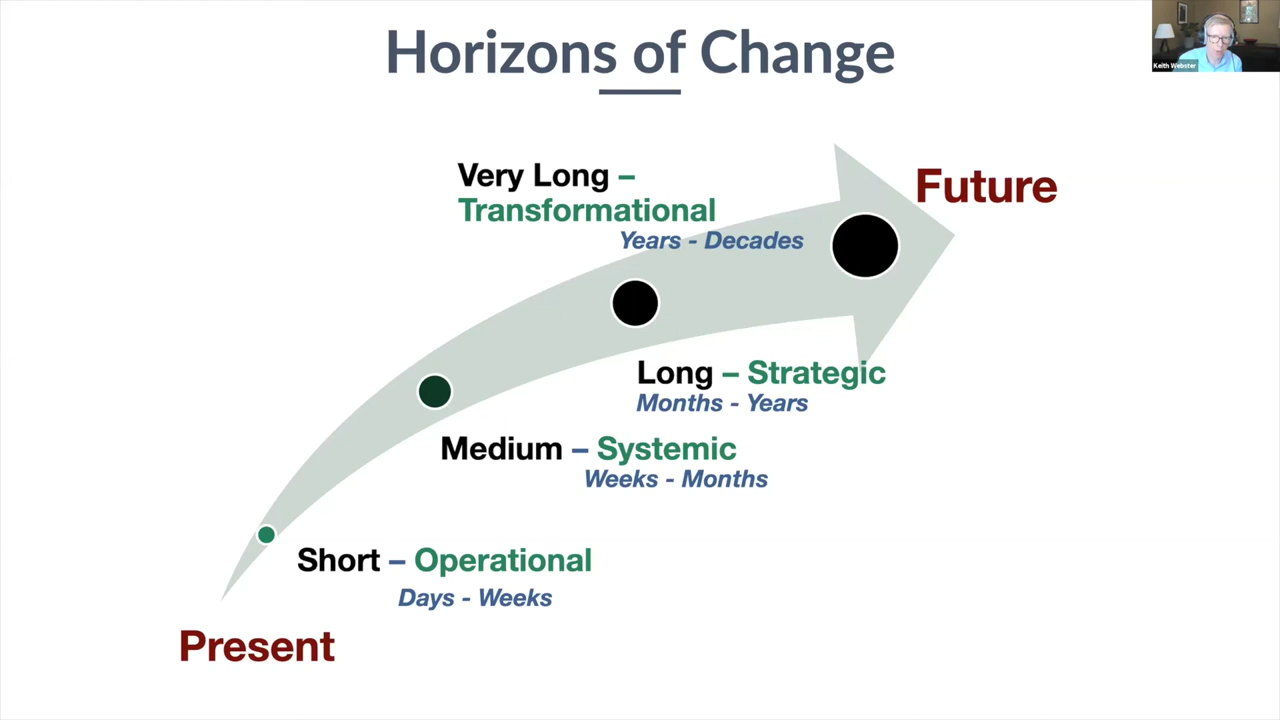 Horizons of Change
Keith Webster
Very Long –
Transformational
Years - Decades
Future
Long – Strategic
Months - Years
Medium – Systemic
Weeks - Months
Short – Operational
Days - Weeks
Present